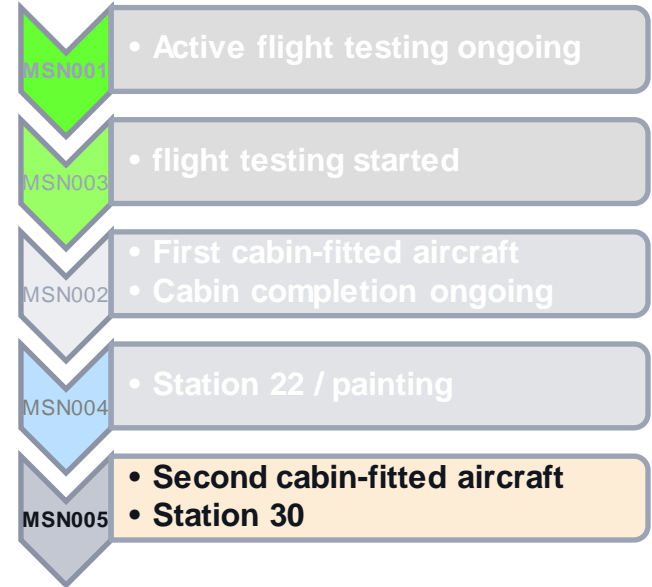 MSN001
• Active flight testing ongoing
MSN003
• flight testing started
MSN002
• First cabin-fitted aircraft
• Cabin completion ongoing
MSN004
• Station 22 / painting
MSN005
• Second cabin-fitted aircraft
• Station 30